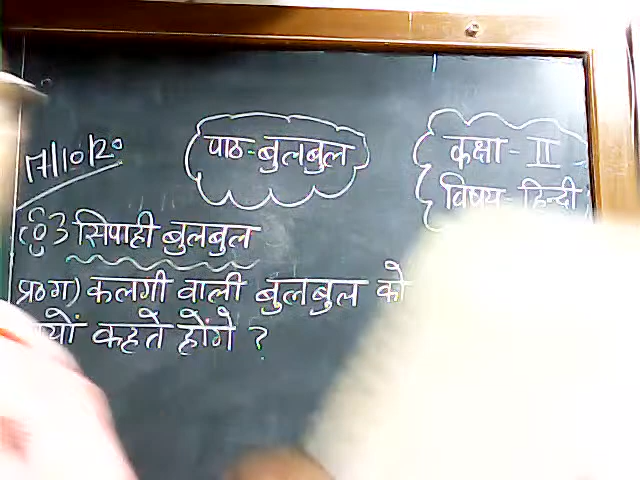 17/10/20
पाठ-बुलबुल
कक्षा-II
विषय-हिन्दी
3 सिपाही बुलबुल
प्र०ग) कलगी वाली बुलबुल को
कहते होंगे ?